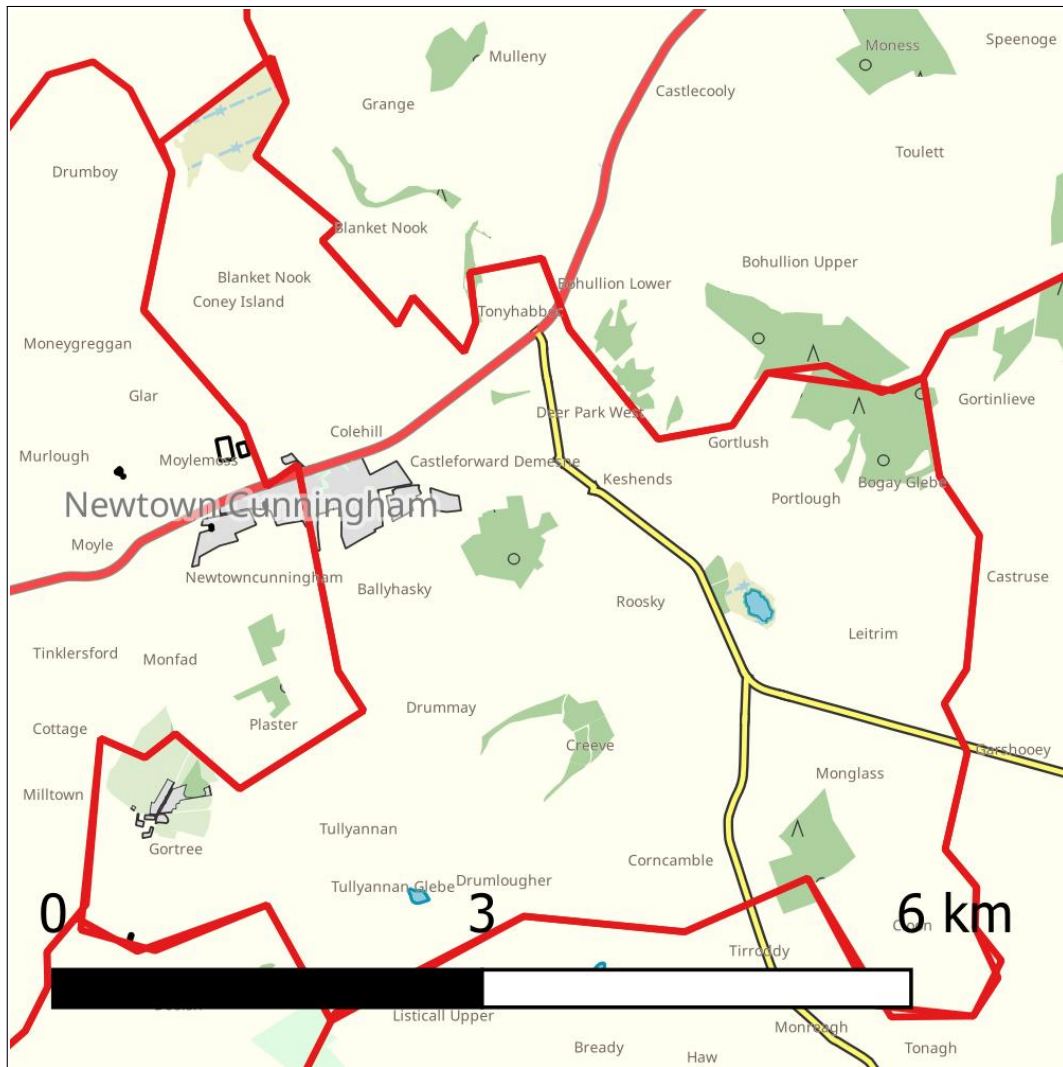 Mulleny
Moness
Speenoge
Castlecooly
Grange
Toulett
Drumboy
Blanket Nook
Bohullion Upper
Blanket Nook
Bohullion Lower
Coney Island
Tonyhabber
Moneygreggan
Glar
Gortinlieve
Deer Park West
Colehill
Gortlush
Murlough
Moylemoss
Castleforward Demesne
Keshends
Bogay Glebe
Portlough
Newtown Cunningham
Moyle
Newtowncunningham
Castruse
Ballyhasky
Roosky
Leitrim
Tinklersford
Monfad
Drummay
Cottage
Plaster
Creeve
Garshooey
Monglass
Milltown
Tullyannan
Gortree
Corncamble
Drumlougher
Tullyannan Glebe
0
3
6 km
Tirroddy
Listicall Upper
Monreagh
Bready
Tonagh
Haw